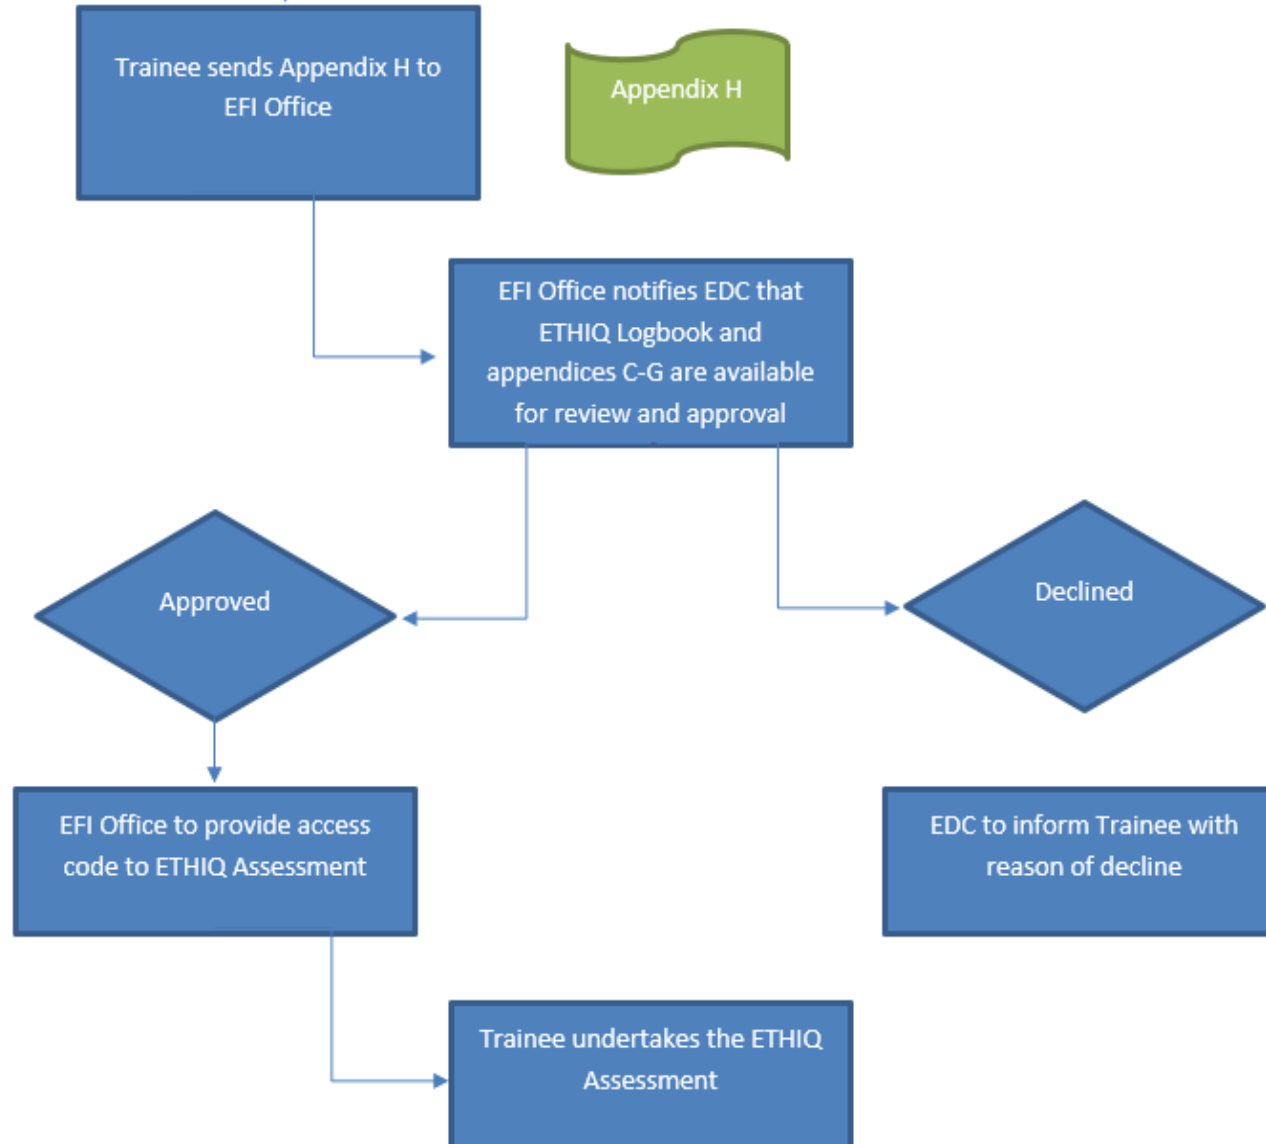 Trainee sends Appendix H to
EFI Office
Appendix H
EFI Office notifies EDC that
ETHIQ Logbook and
appendices C-G are available
for review and approval
Approved
Declined
EFI Office to provide access
code to ETHIQ Assessment
EDC to inform Trainee with
reason of decline
Trainee undertakes the ETHIQ
Assessment